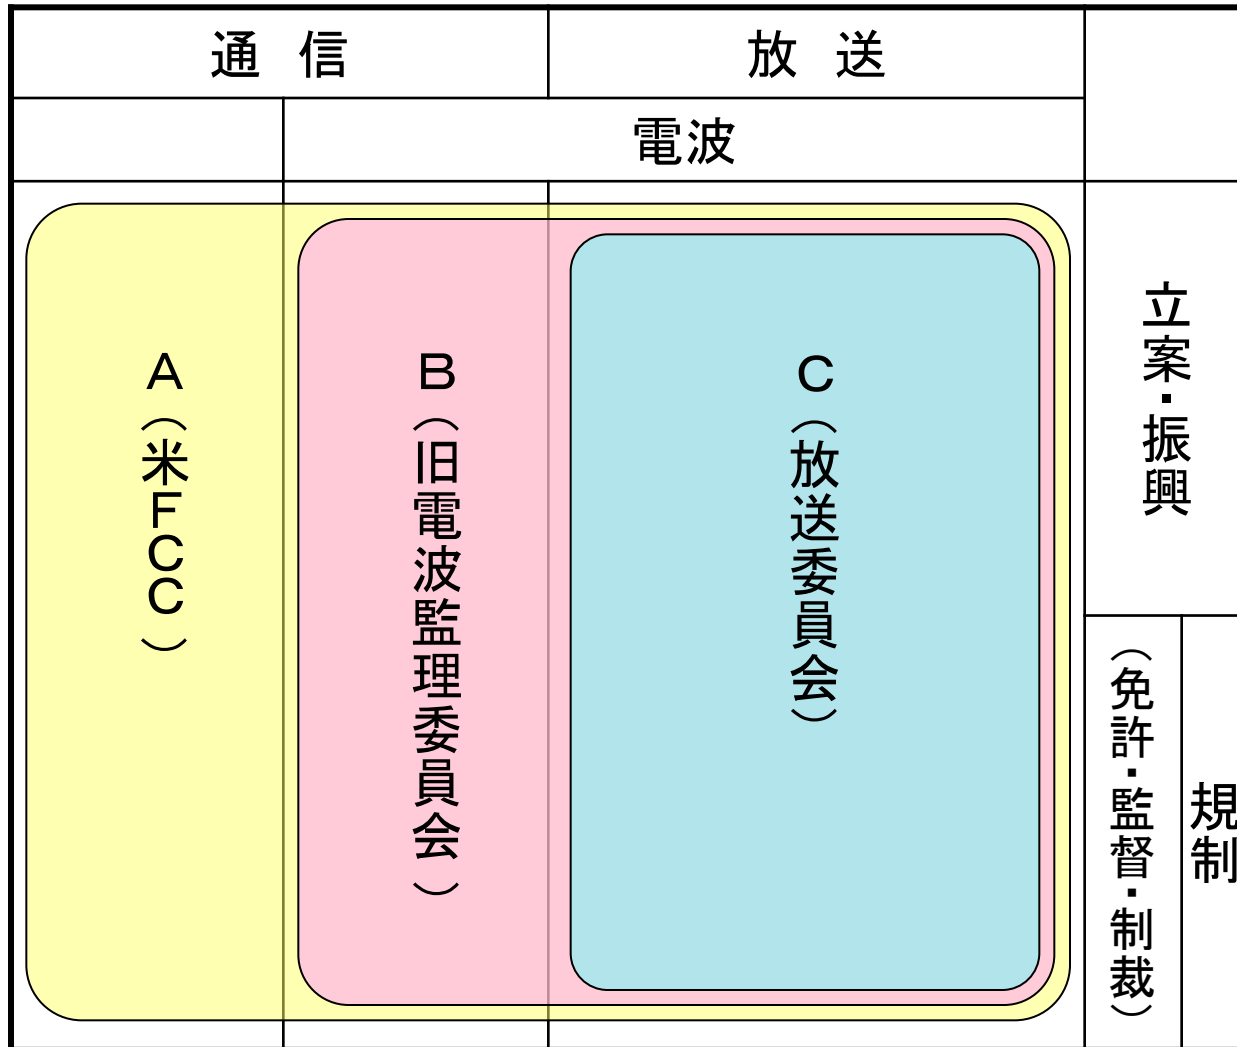 通 信
放 送
電波
A(米FCC)
B(旧電波監理委員会)
C(放送委員会)
立案・振興
(免許・監督・制裁)
規制